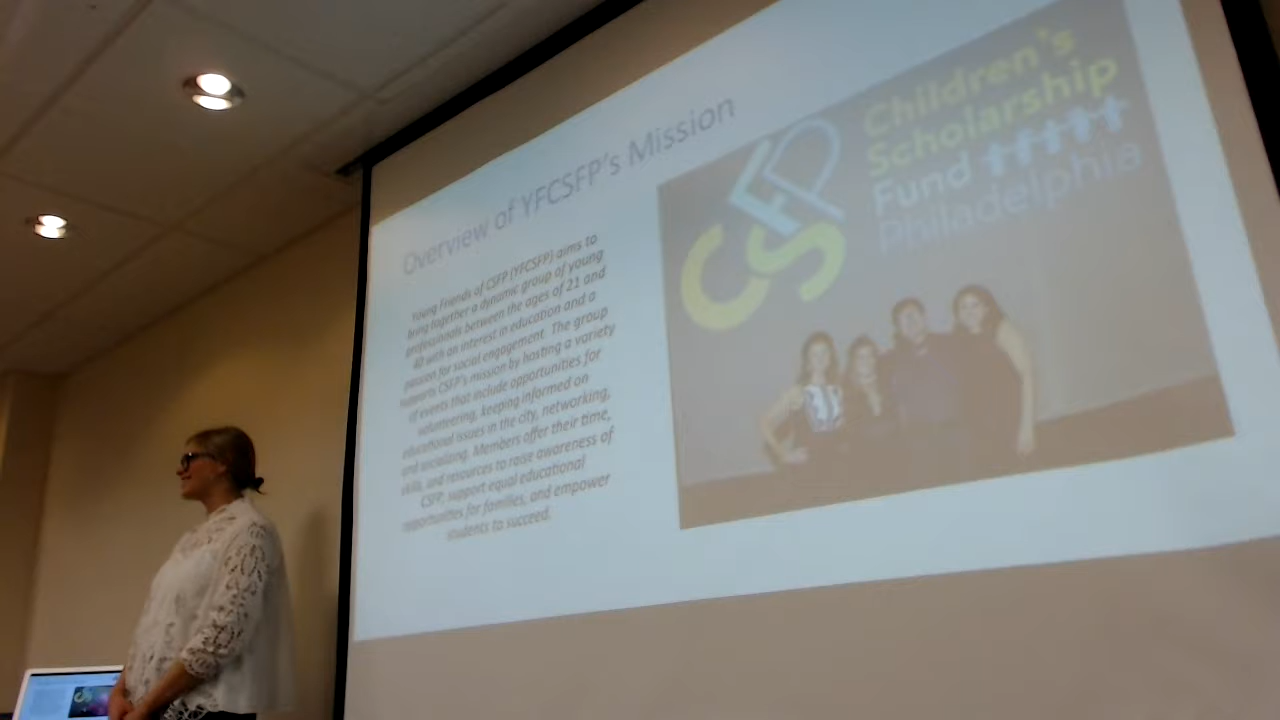 Overview of YFCSFP's Mission
Young Friends of CSFP (YFCSFP) aims to
bring together a dynamic group of young
professionals between the ages of 21 and
40 with an interest in education and a
passion for social engagement. The group
supports CSFP's mission by hosting a variety
of events that include opportunities for
volunteering, keeping informed on
educational issues in the city, networking,
and socializing. Members offer their time,
skills, and resources to raise awareness of
CSFP, support equal educational
opportunities for families, and empower
students to succeed.
CSFP
Children's
Scholarship
Fund
Philadelphia